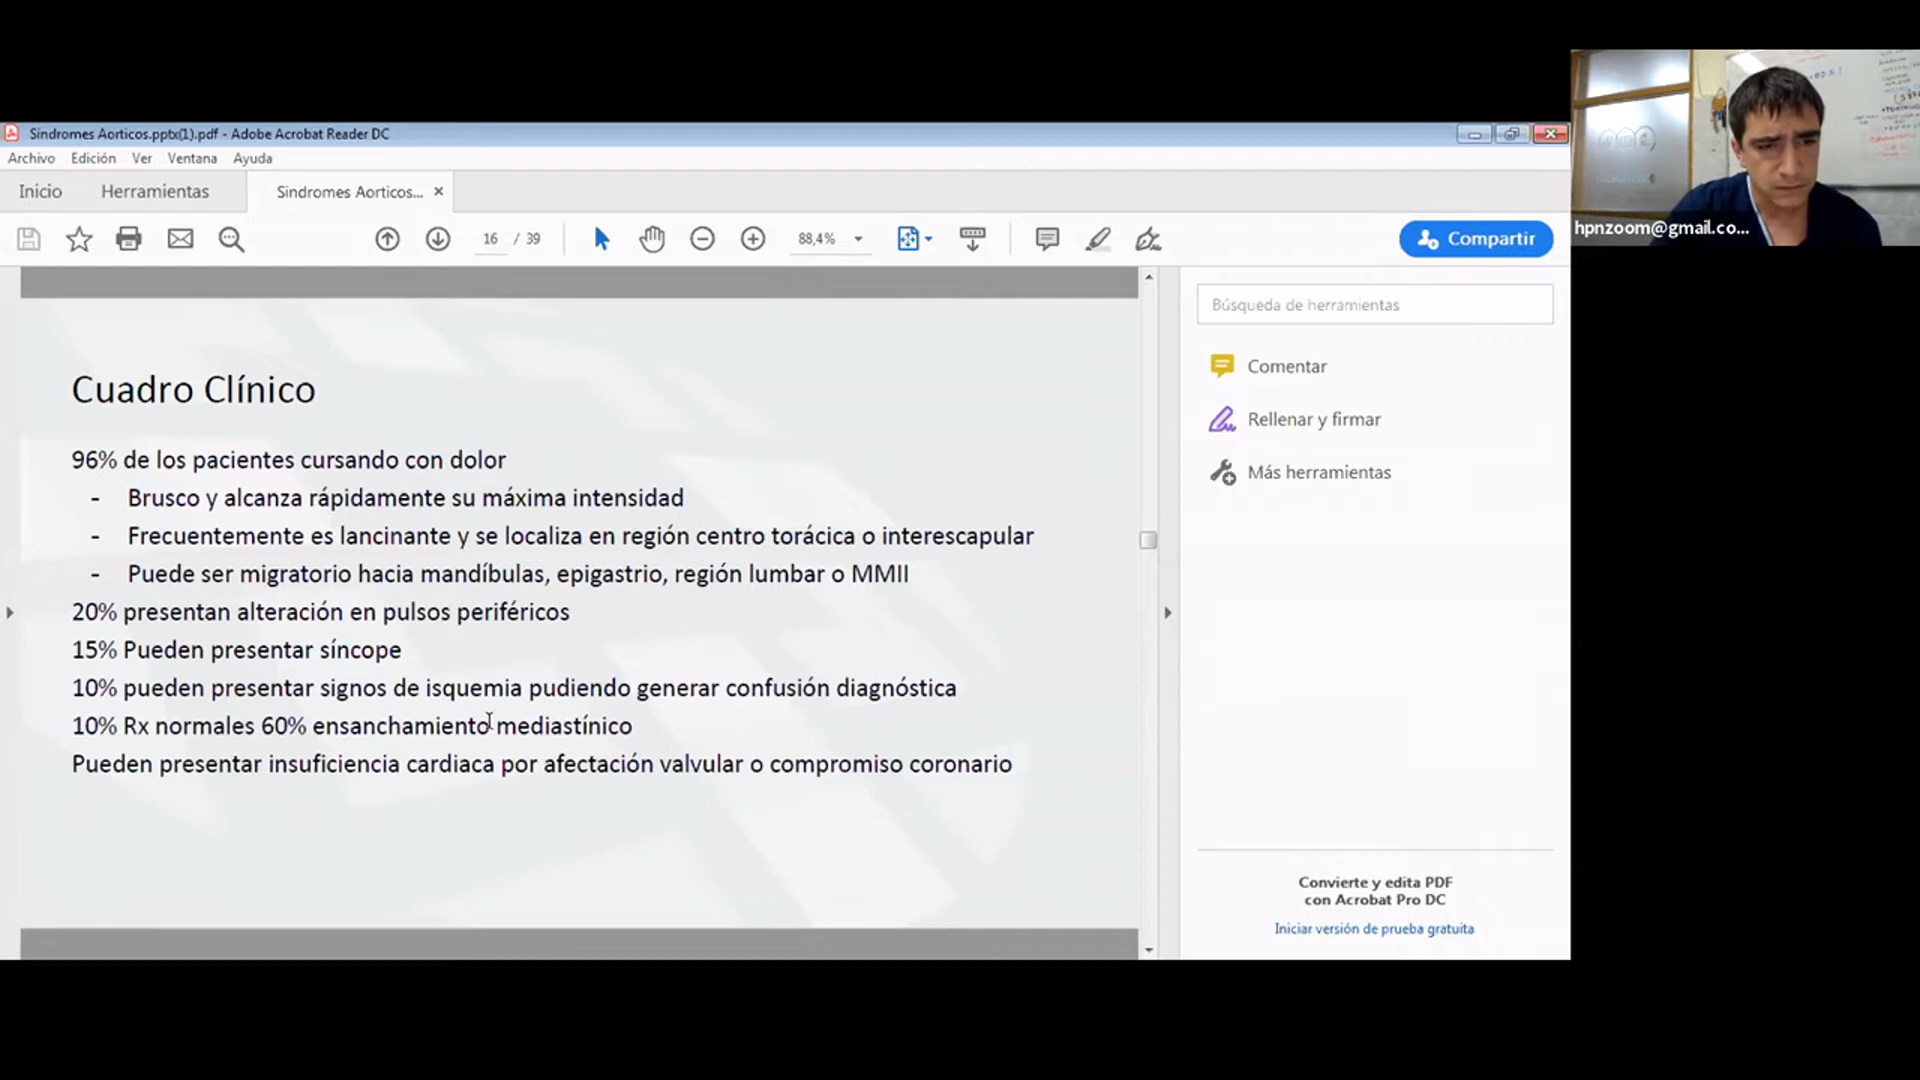 Síndromes Aorticos.pptx(1).pdf - Adobe Acrobat Reader DC
Archivo Edición Ver Ventana Ayuda
Inicio Herramientas Sindromes Aorticos... ×
16 / 39 88,4% Compartir
hpnzoom@gmail.co...
Búsqueda de herramientas
Comentar
Rellenar y firmar
Más herramientas
Cuadro Clínico
96% de los pacientes cursando con dolor
- Brusco y alcanza rápidamente su máxima intensidad
- Frecuentemente es lancinante y se localiza en región centro torácica o interescapular
- Puede ser migratorio hacia mandíbulas, epigastrio, región lumbar o MMII
20% presentan alteración en pulsos periféricos
15% Pueden presentar síncope
10% pueden presentar signos de isquemia pudiendo generar confusión diagnóstica
10% Rx normales 60% ensanchamiento mediastínico
Pueden presentar insuficiencia cardiaca por afectación valvular o compromiso coronario
Convierte y edita PDF
con Acrobat Pro DC
Iniciar versión de prueba gratuita